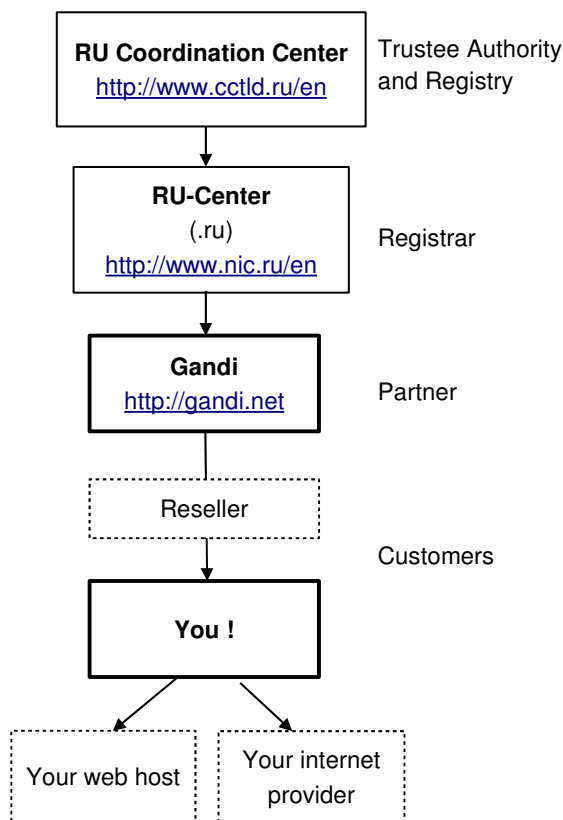 RU Coordination Center
http://www.cctld.ru/en
Trustee Authority
and Registry
RU-Center
(.ru)
http://www.nic.ru/en
Registrar
Gandi
http://gandi.net
Partner
Reseller
Customers
You !
Your web host
Your internet
provider